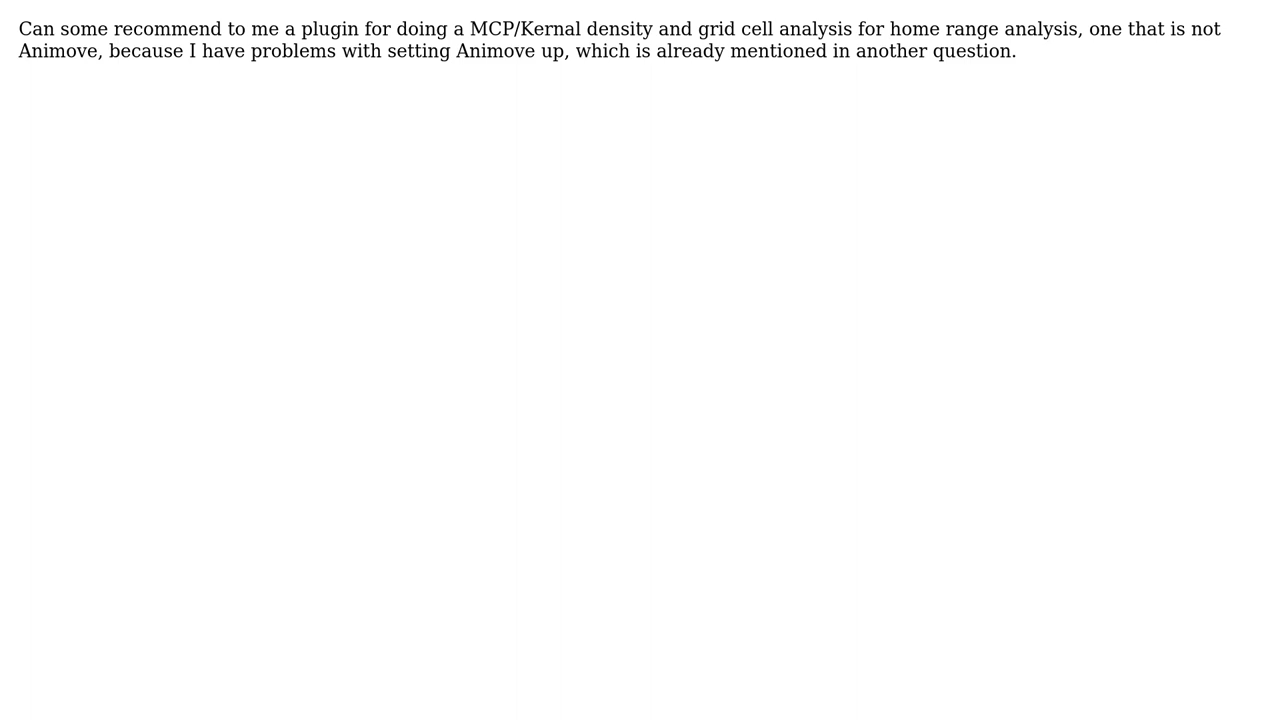 Can some recommend to me a plugin for doing a MCP/Kernal density and grid cell analysis for home range analysis, one that is not
Animove, because I have problems with setting Animove up, which is already mentioned in another question.